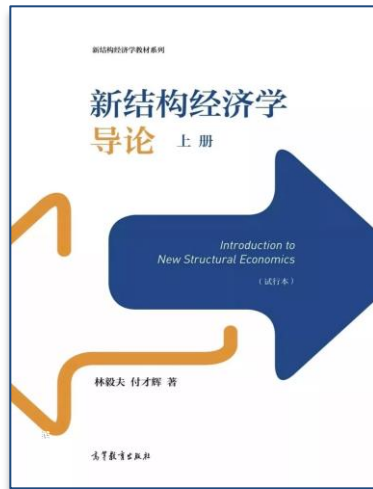 新结构经济学教材系列
新结构经济学
导论 上册
Introduction to
New Structural Economics
（试行本）
林毅夫 付才辉 著
高等教育出版社